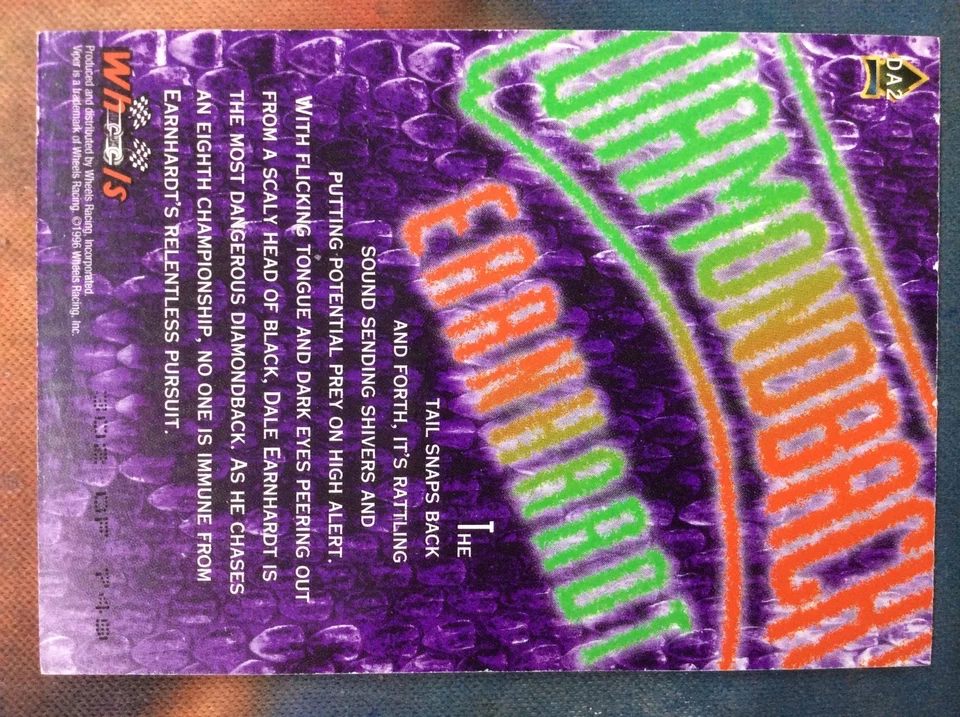 DA2
DIAMONDBACK
EARNHARDT
THE
TAIL SNAPS BACK
AND FORTH, IT'S RATTLING
SOUND SENDING SHIVERS AND
PUTTING POTENTIAL PREY ON HIGH ALERT.
WITH FLICKING TONGUE AND DARK EYES PEERING OUT
FROM A SCALY HEAD OF BLACK, DALE EARNHARDT IS
THE MOST DANGEROUS DIAMONDBACK. AS HE CHASES
AN EIGHTH CHAMPIONSHIP, NO ONE IS IMMUNE FROM
EARNHARDT'S RELENTLESS PURSUIT.
Wheels
Produced and distributed by Wheels Racing, Incorporated.
Viper is a trademark of Wheels Racing. ©1996 Wheels Racing, Inc.
OF 749